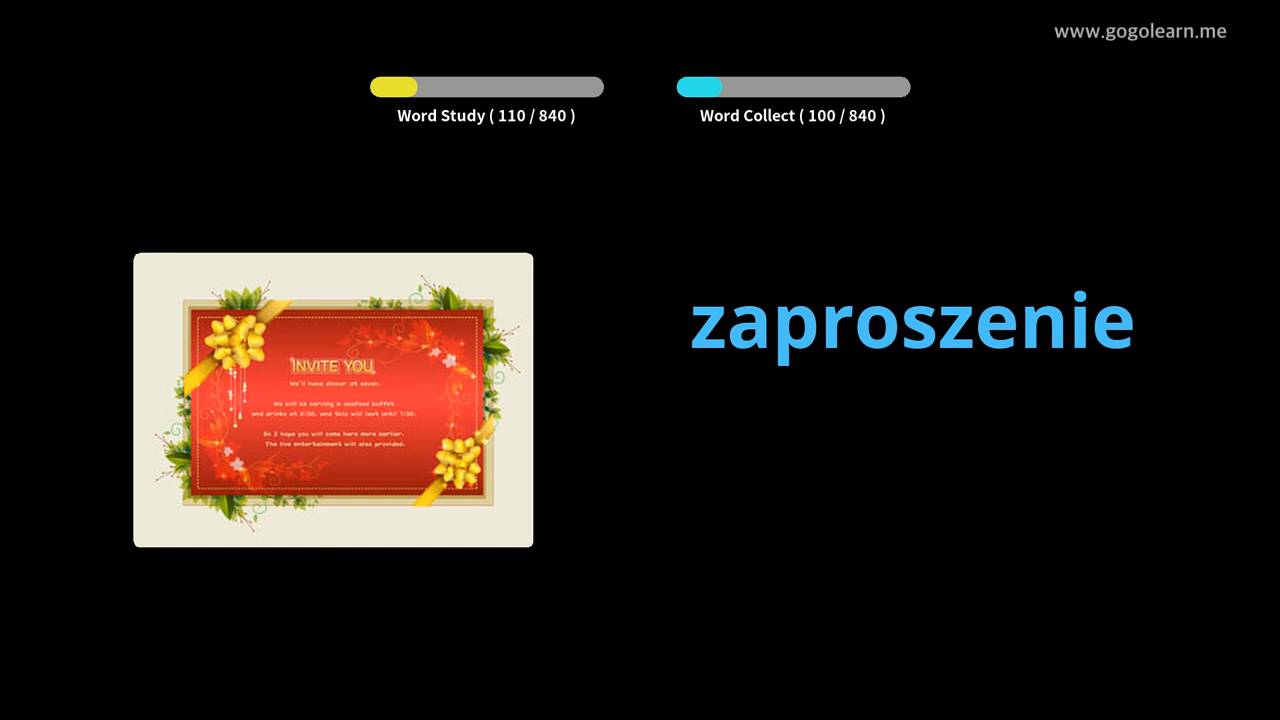 www.gogolearn.me
Word Study ( 110 / 840 )
Word Collect ( 100 / 840 )
zaproszenie
INVITE YOU
We'll have dinner at seven.
We will be serving a seafood buffet
and drinks at 6:30, and this will last until 7:30.
So I hope you will come here more earlier.
The live entertainment will also provided.